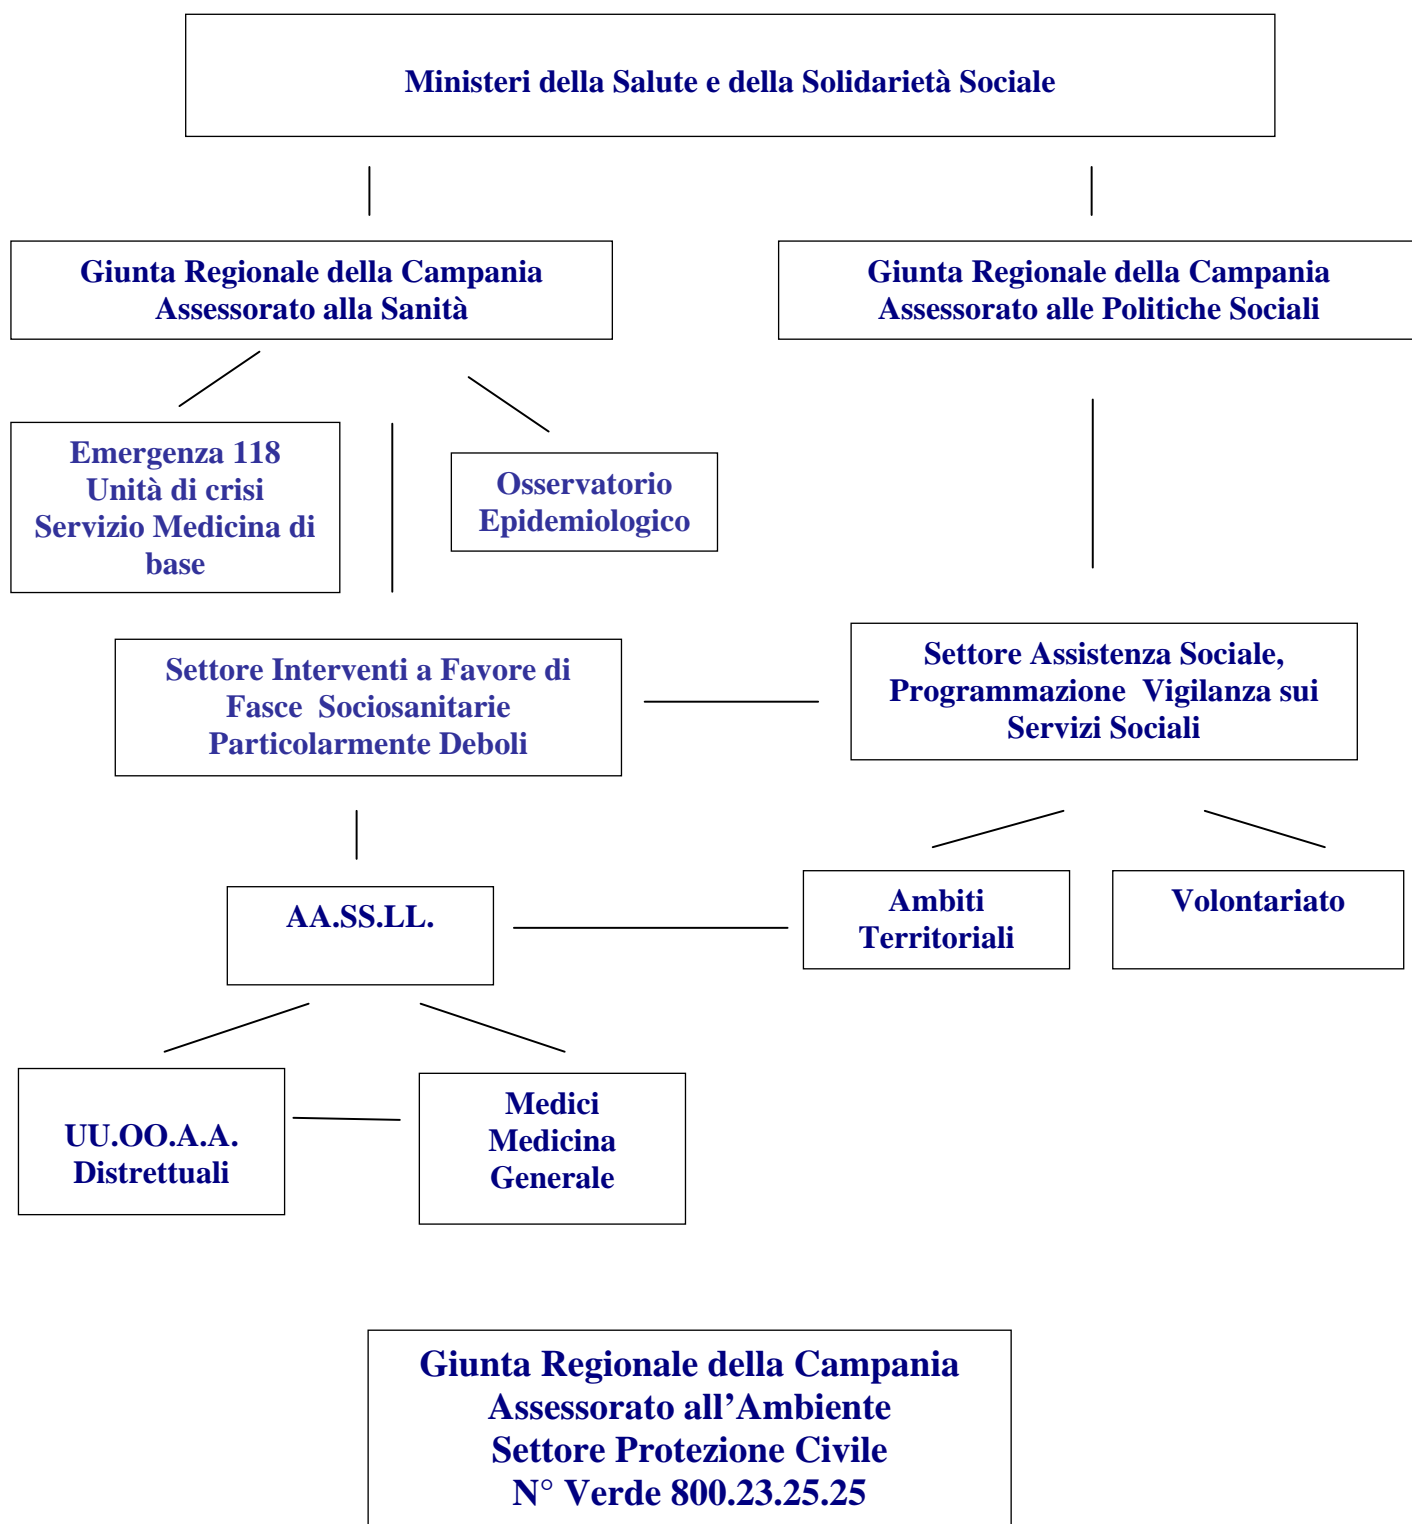 Ministeri della Salute e della Solidarietà Sociale
Giunta Regionale della Campania
Assessorato alla Sanità
Giunta Regionale della Campania
Assessorato alle Politiche Sociali
Emergenza 118
Unità di crisi
Servizio Medicina di
base
Osservatorio
Epidemiologico
Settore Interventi a Favore di
Fasce Sociosanitarie
Particolarmente Deboli
Settore Assistenza Sociale,
Programmazione Vigilanza sui
Servizi Sociali
AA.SS.LL.
Ambiti
Territoriali
Volontariato
UU.OO.A.A.
Distrettuali
Medici
Medicina
Generale
Giunta Regionale della Campania
Assessorato all’Ambiente
Settore Protezione Civile
N° Verde 800.23.25.25